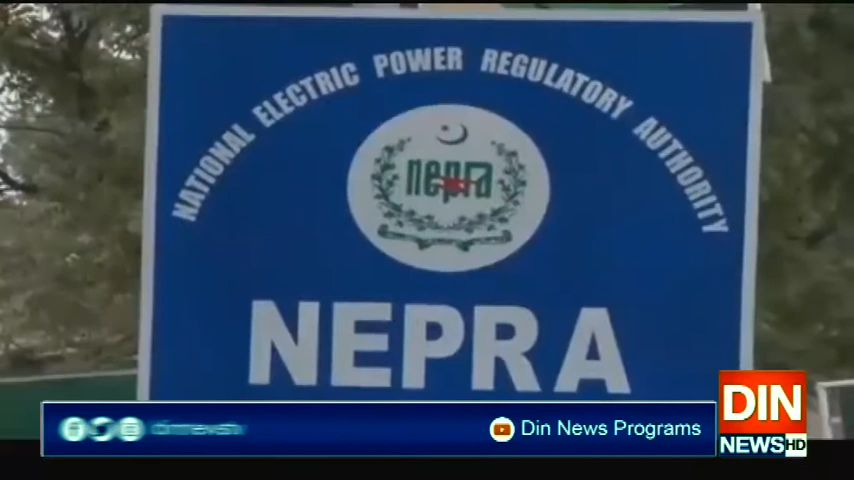 NATIONAL ELECTRIC POWER REGULATORY AUTHORITY
nepra
NEPRA
Din News Programs
DIN
NEWS HD